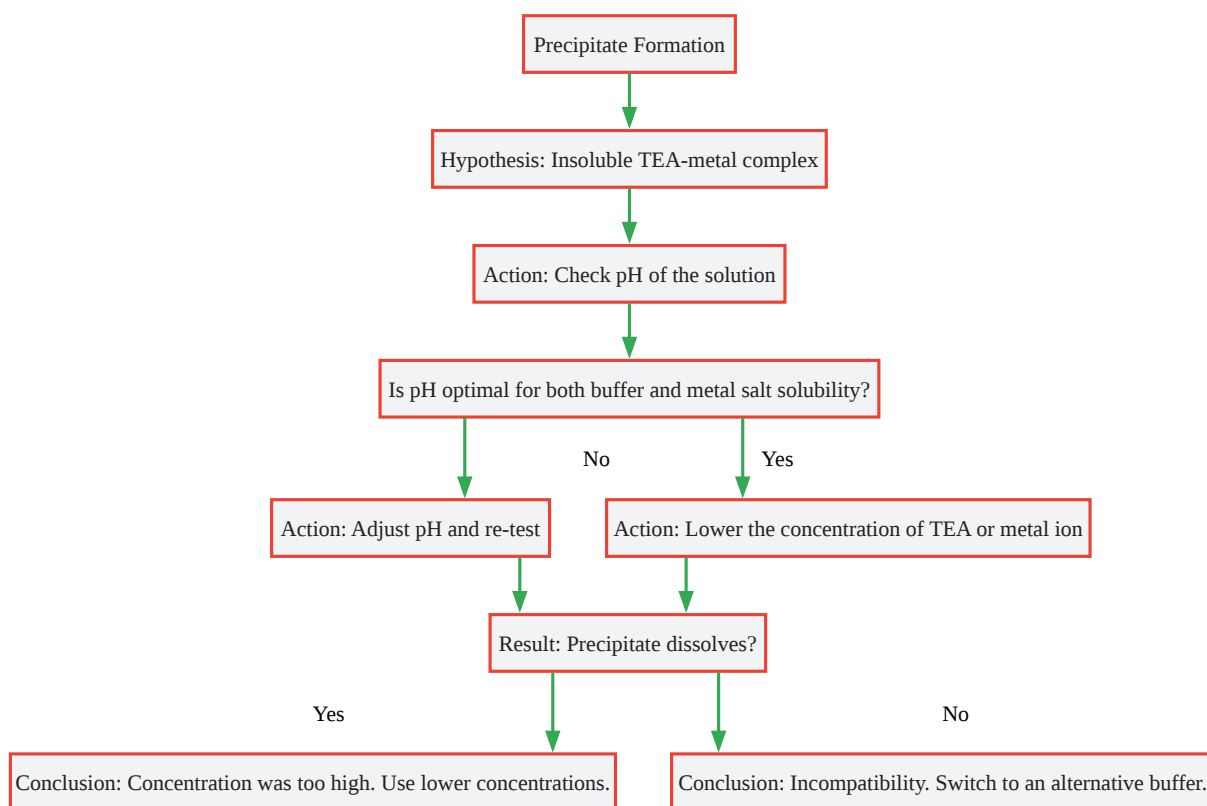 Precipitate Formation
Hypothesis: Insoluble TEA-metal complex
Action: Check pH of the solution
Is pH optimal for both buffer and metal salt solubility?
No
Yes
Action: Adjust pH and re-test
Action: Lower the concentration of TEA or metal ion
Result: Precipitate dissolves?
Yes
No
Conclusion: Concentration was too high. Use lower concentrations.
Conclusion: Incompatibility. Switch to an alternative buffer.